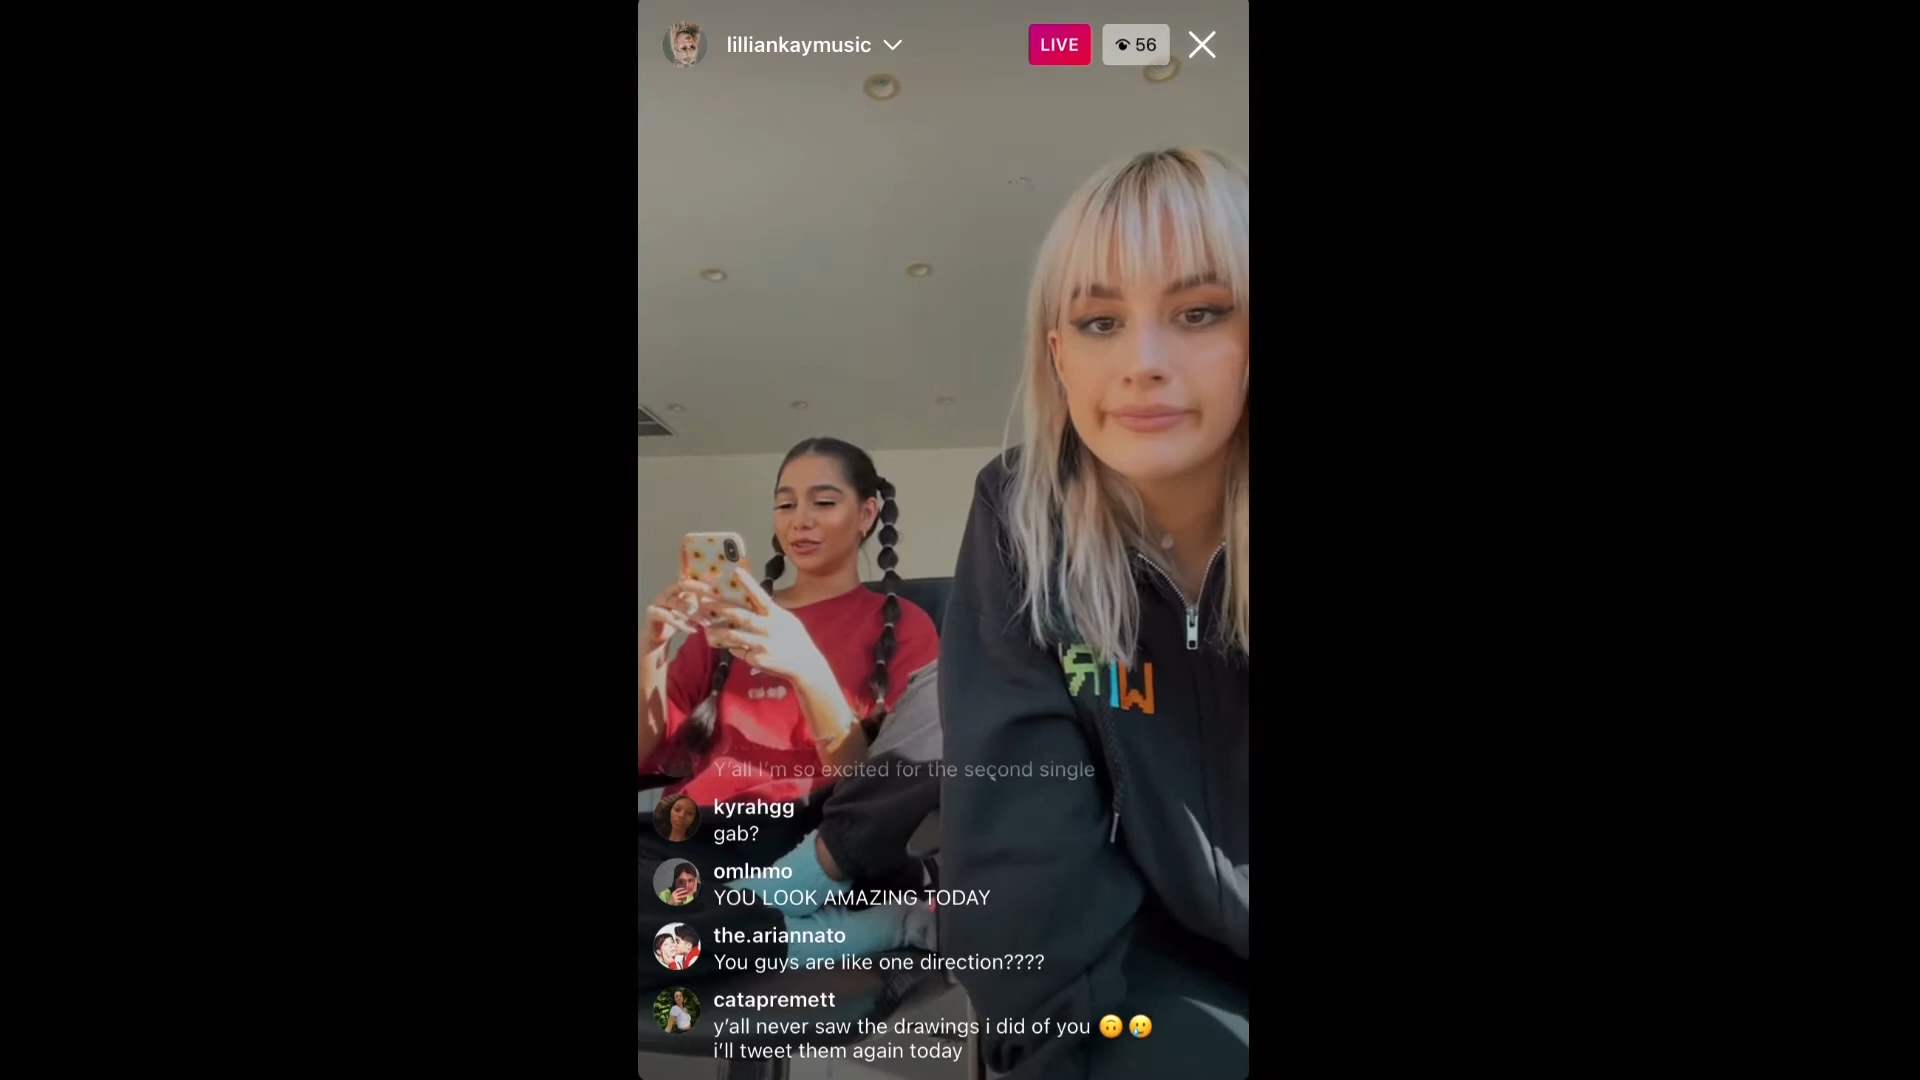 lilliankaymusic
LIVE
56
Y'all I'm so excited for the second single
kyrahgg
gab?
omlnmo
YOU LOOK AMAZING TODAY
the.ariannato
You guys are like one direction????
catapremett
y'all never saw the drawings i did of you 🙃 🥲
i'll tweet them again today